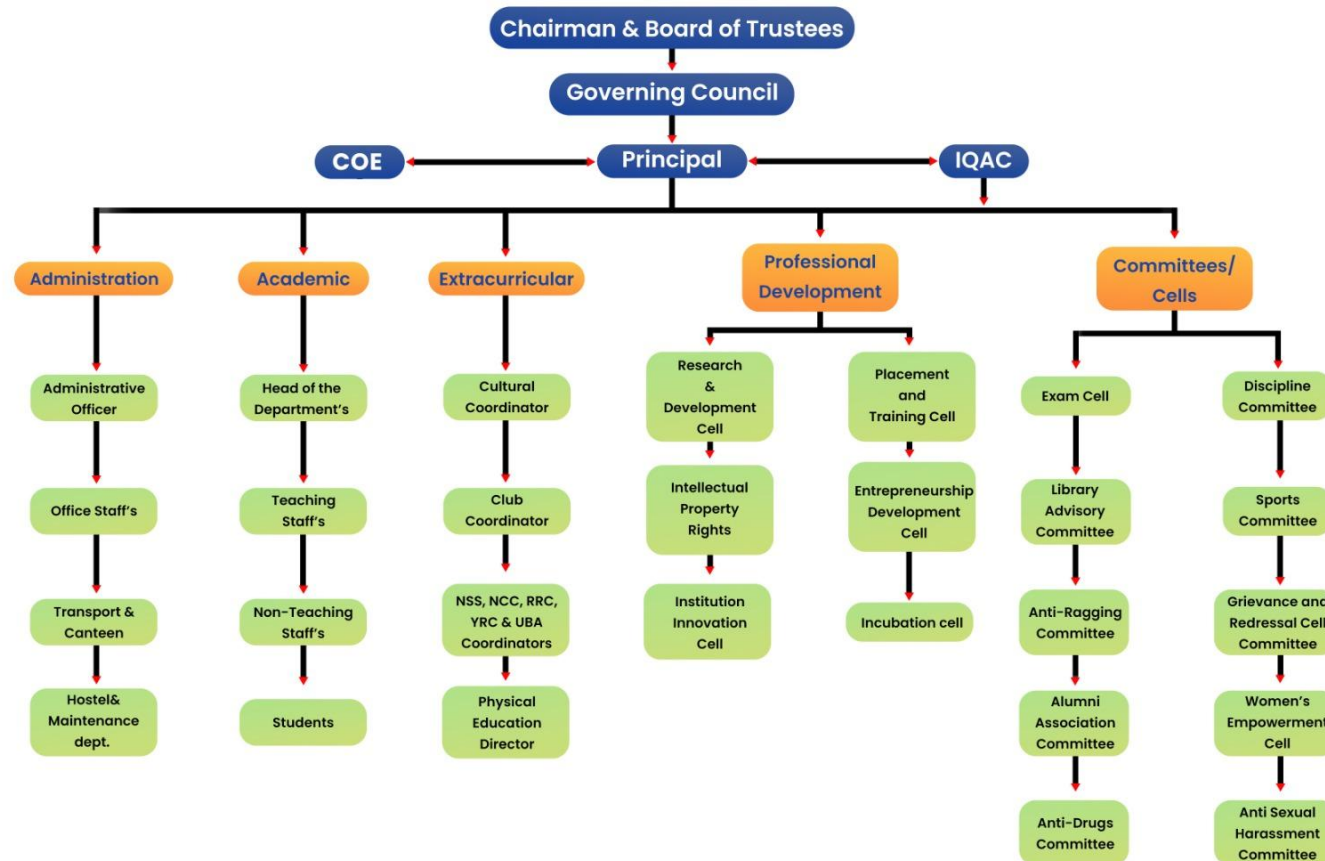 Chairman & Board of Trustees
Governing Council
COE
Principal
IQAC
Administration
Academic
Extracurricular
Professional
Development
Committees/
Cells
Administrative
Officer
Office Staff's
Transport &
Canteen
Hostel&
Maintenance
dept.
Head of the
Department's
Teaching
Staff's
Non-Teaching
Staff's
Students
Cultural
Coordinator
Club
Coordinator
NSS, NCC, RRC,
YRC & UBA
Coordinators
Physical
Education
Director
Research
&
Development
Cell
Intellectual
Property
Rights
Institution
Innovation
Cell
Placement
and
Training Cell
Entrepreneurship
Development
Cell
Incubation cell
Exam Cell
Library
Advisory
Committee
Anti-Ragging
Committee
Alumni
Association
Committee
Anti-Drugs
Committee
Discipline
Committee
Sports
Committee
Grievance and
Redressal Cell
Committee
Women's
Empowerment
Cell
Anti Sexual
Harassment
Committee